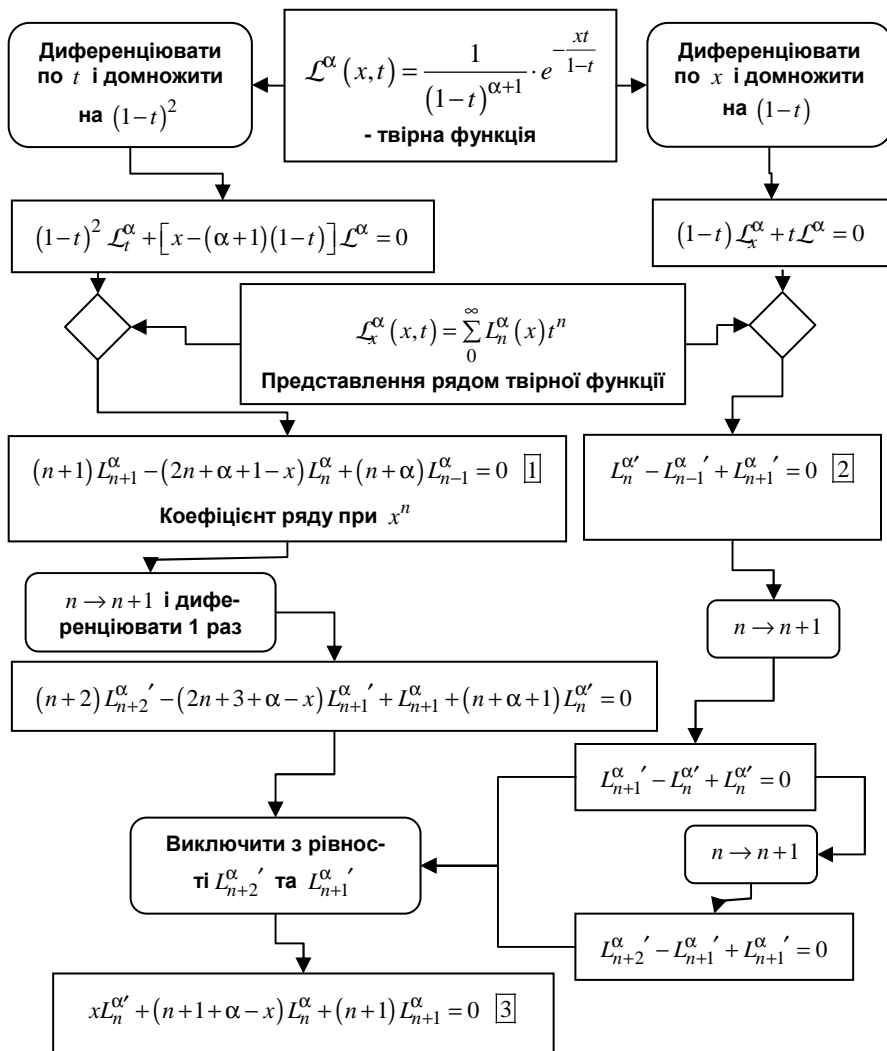 Диференціювати
по t і домножити
на (1−t)²
ℒ^α (x,t) = 1/(1−t)^(α+1) · e^(−xt/(1−t))
- твірна функція
Диференціювати
по x і домножити
на (1−t)
(1−t)² ℒ_t^α + [x−(α+1)(1−t)] ℒ^α = 0
(1−t) ℒ_x^α + tℒ^α = 0
ℒ_x^α (x,t) = ∑_0^∞ L_n^α (x) t^n
Представлення рядом твірної функції
(n+1) L_{n+1}^α − (2n+α+1−x) L_n^α + (n+α) L_{n−1}^α = 0 1
Коефіцієнт ряду при x^n
L_n^α′ − L_{n−1}^α ′ + L_{n+1}^α ′ = 0 2
n → n+1 і дифе-
ренціювати 1 раз
n → n+1
(n+2) L_{n+2}^α ′ − (2n+3+α−x) L_{n+1}^α ′ + L_{n+1}^α + (n+α+1) L_n^α′ = 0
L_{n+1}^α ′ − L_n^α′ + L_n^α′ = 0
n → n+1
Виключити з рівнос-
ті L_{n+2}^α ′ та L_{n+1}^α ′
L_{n+2}^α ′ − L_{n+1}^α ′ + L_{n+1}^α ′ = 0
xL_n^α′ + (n+1+α−x) L_n^α + (n+1) L_{n+1}^α = 0 3